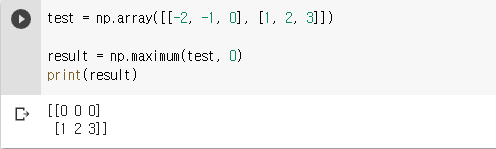 test = np.array([[-2, -1, 0], [1, 2, 3]])
result = np.maximum(test, 0)
print(result)
[[0 0 0]
 [1 2 3]]